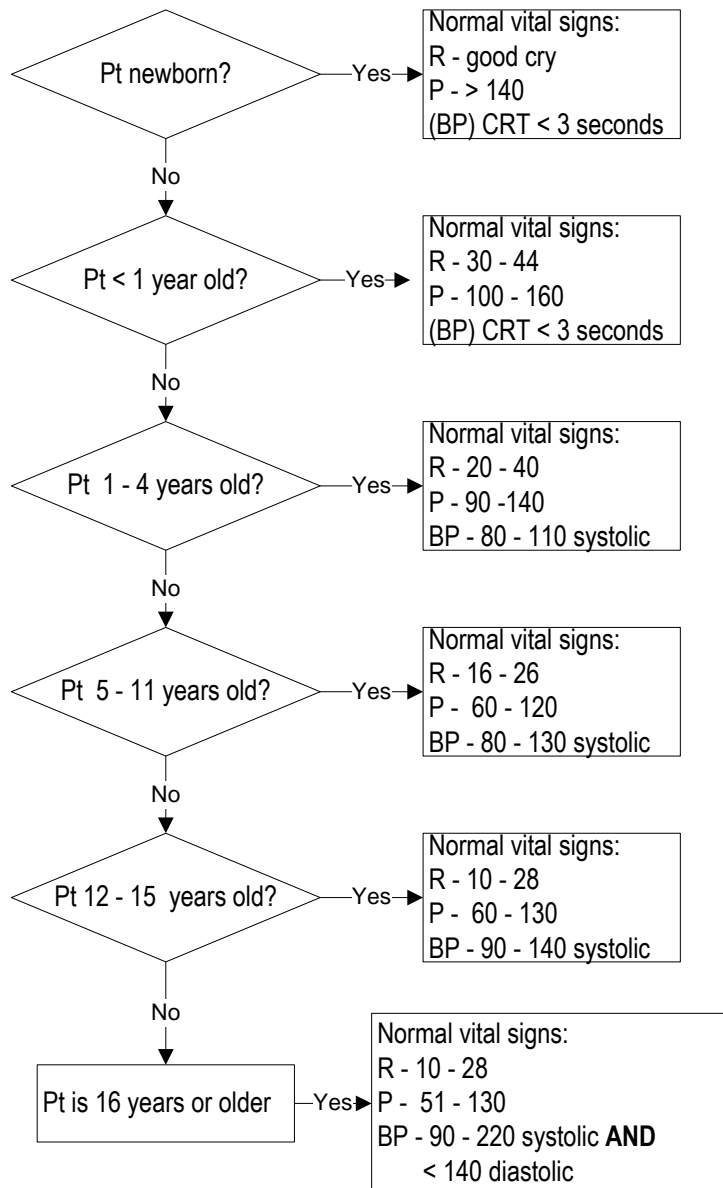 Pt newborn?
Yes
Normal vital signs:
R - good cry
P - > 140
(BP) CRT < 3 seconds
No
Pt < 1 year old?
Yes
Normal vital signs:
R - 30 - 44
P - 100 - 160
(BP) CRT < 3 seconds
No
Pt 1 - 4 years old?
Yes
Normal vital signs:
R - 20 - 40
P - 90 -140
BP - 80 - 110 systolic
No
Pt 5 - 11 years old?
Yes
Normal vital signs:
R - 16 - 26
P - 60 - 120
BP - 80 - 130 systolic
No
Pt 12 - 15 years old?
Yes
Normal vital signs:
R - 10 - 28
P - 60 - 130
BP - 90 - 140 systolic
No
Pt is 16 years or older
Yes
Normal vital signs:
R - 10 - 28
P - 51 - 130
BP - 90 - 220 systolic AND
< 140 diastolic